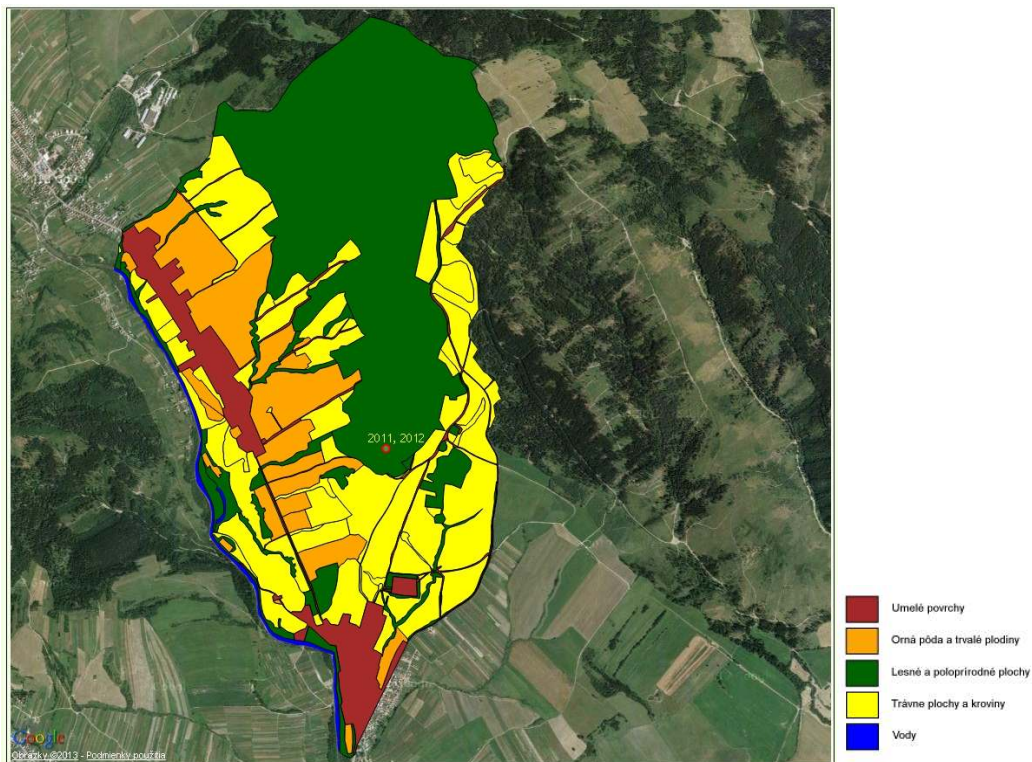 2011, 2012
Umelé povrchy
Orná pôda a trvalé plodiny
Lesné a poloprírodné plochy
Trávne plochy a kroviny
Vody
Google
Obrázky ©2013 - Podmienky použitia